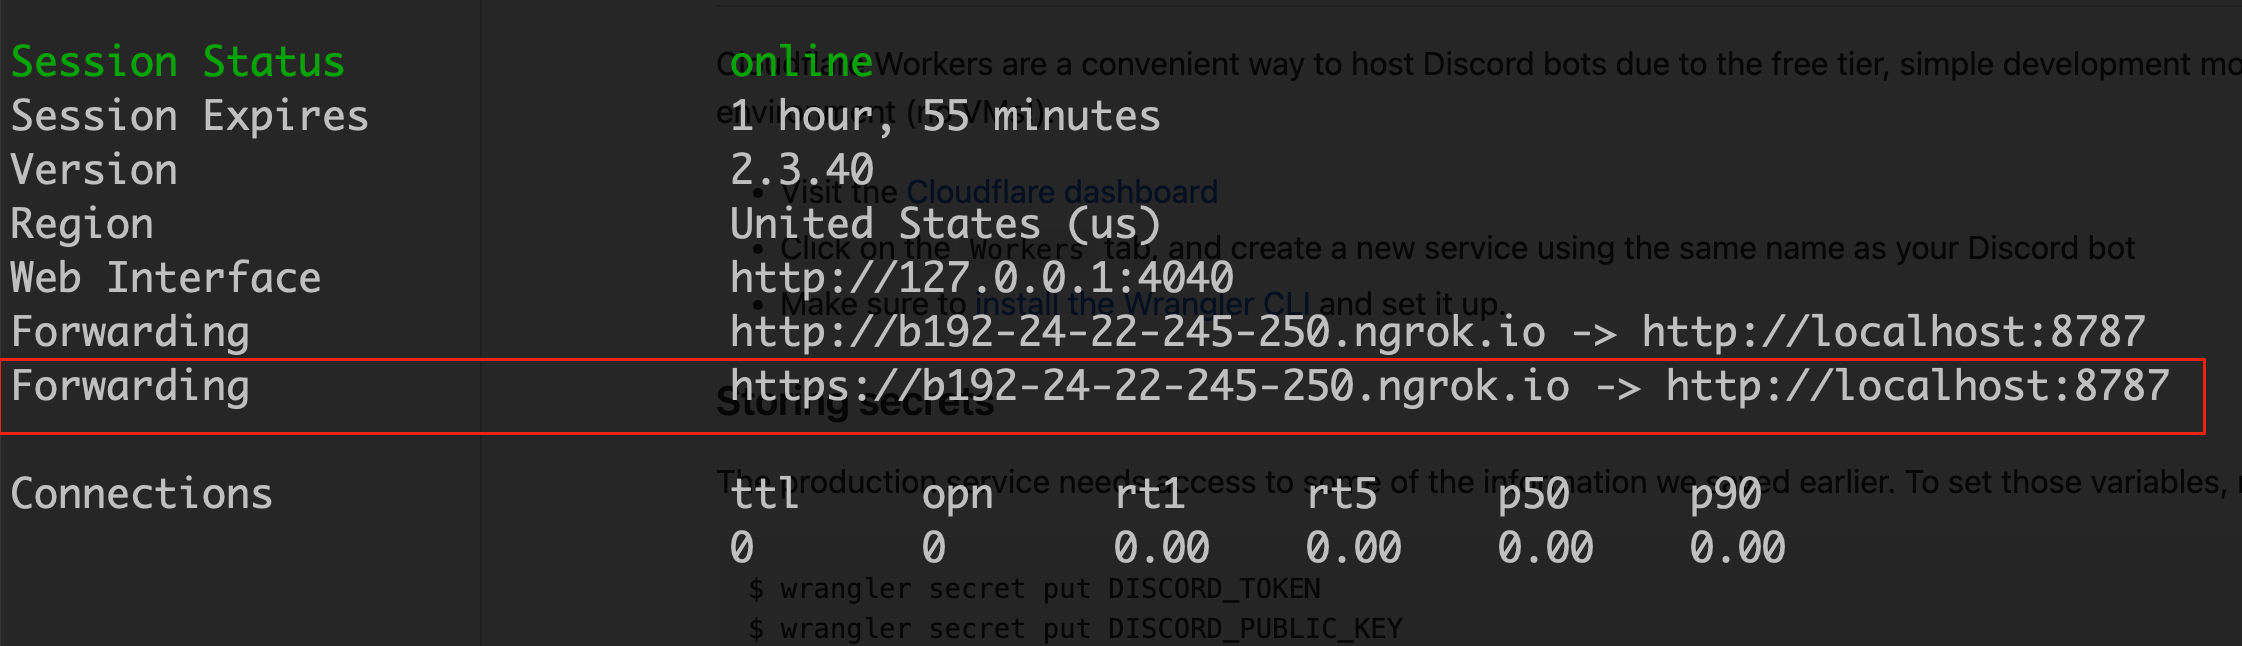 Session Status online
Cloudflare Workers are a convenient way to host Discord bots due to the free tier, simple development mo
Session Expires 1 hour, 55 minutes
environment (no VMs!).
Version 2.3.40
Visit the Cloudflare dashboard
Region United States (us)
Click on the Workers tab, and create a new service using the same name as your Discord bot
Web Interface http://127.0.0.1:4040
Make sure to install the Wrangler CLI and set it up.
Forwarding http://b192-24-22-245-250.ngrok.io -> http://localhost:8787
Forwarding https://b192-24-22-245-250.ngrok.io -> http://localhost:8787
Storing secrets
The production service needs access to some of the information we saved earlier. To set those variables,
Connections ttl opn rt1 rt5 p50 p90
0 0 0.00 0.00 0.00 0.00
$ wrangler secret put DISCORD_TOKEN
$ wrangler secret put DISCORD_PUBLIC_KEY